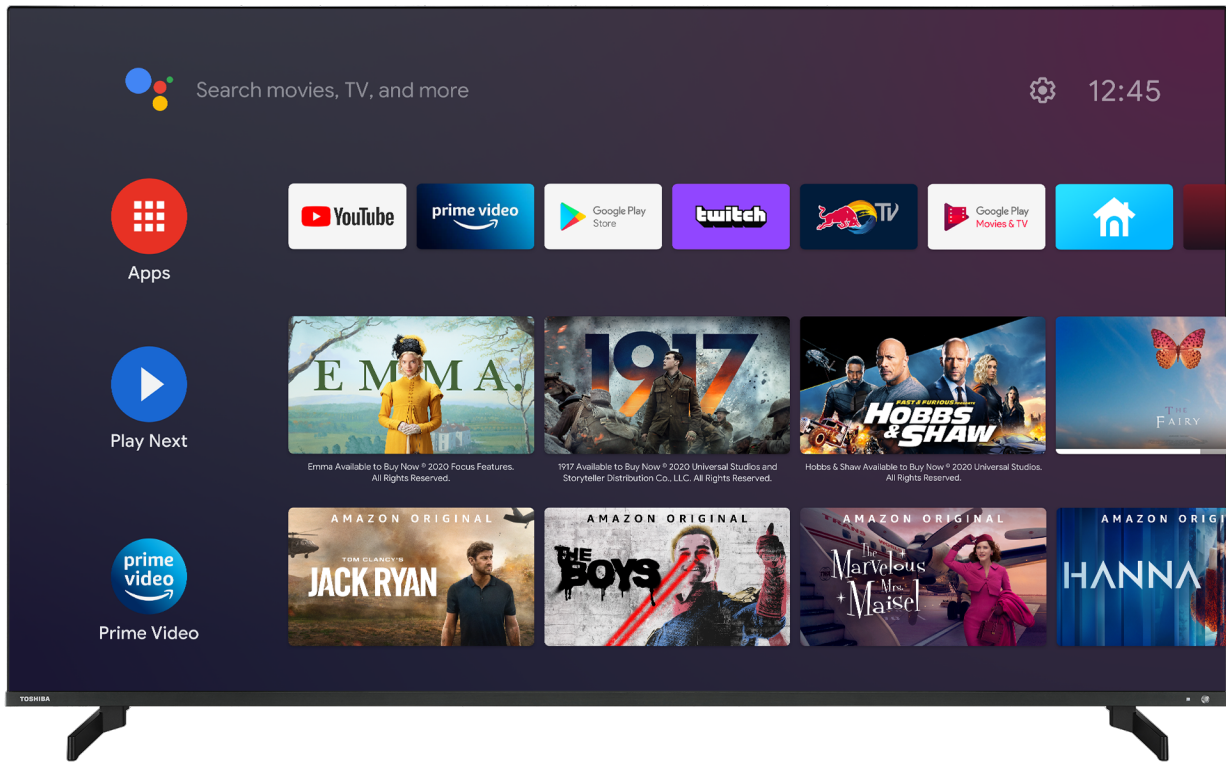 Search movies, TV, and more
12:45
Apps
YouTube
prime video
Google Play
Store
twitch
TV
Google Play
Movies & TV
Play Next
EMMA.
1917
FAST & FURIOUS PRESENTS
HOBBS
& SHAW
THE
FAIRY
Emma Available to Buy Now © 2020 Focus Features.
All Rights Reserved.
1917 Available to Buy Now © 2020 Universal Studios and
Storyteller Distribution Co., LLC. All Rights Reserved.
Hobbs & Shaw Available to Buy Now © 2020 Universal Studios.
All Rights Reserved.
prime
video
Prime Video
AMAZON ORIGINAL
TOM CLANCY'S
JACK RYAN
AMAZON ORIGINAL
THE
BOYS
AMAZON ORIGINAL
The
Marvelous
Mrs.
Maisel
AMAZON ORIGI
HANNA
TOSHIBA